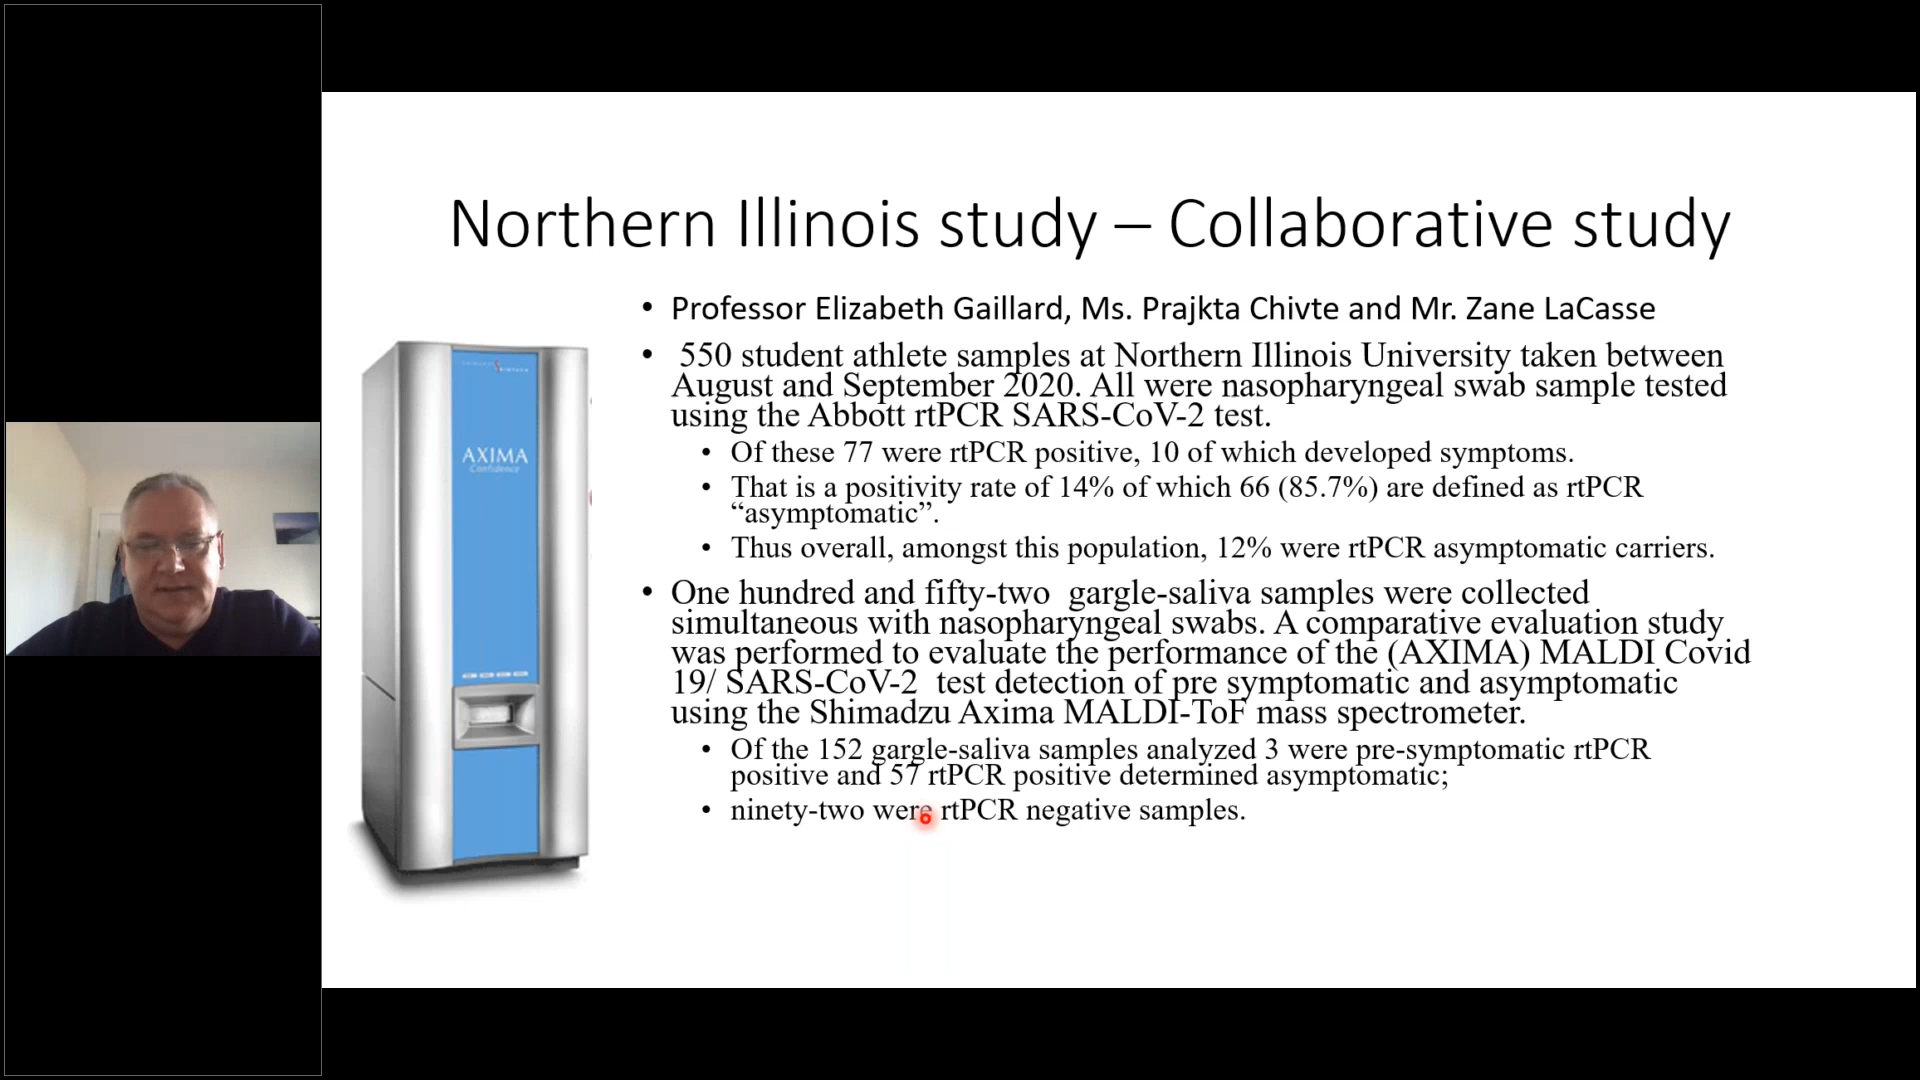 Northern Illinois study – Collaborative study
• Professor Elizabeth Gaillard, Ms. Prajkta Chivte and Mr. Zane LaCasse
• 550 student athlete samples at Northern Illinois University taken between
August and September 2020. All were nasopharyngeal swab sample tested
using the Abbott rtPCR SARS-CoV-2 test.
• Of these 77 were rtPCR positive, 10 of which developed symptoms.
• That is a positivity rate of 14% of which 66 (85.7%) are defined as rtPCR
“asymptomatic”.
• Thus overall, amongst this population, 12% were rtPCR asymptomatic carriers.
• One hundred and fifty-two gargle-saliva samples were collected
simultaneous with nasopharyngeal swabs. A comparative evaluation study
was performed to evaluate the performance of the (AXIMA) MALDI Covid
19/ SARS-CoV-2 test detection of pre symptomatic and asymptomatic
using the Shimadzu Axima MALDI-ToF mass spectrometer.
• Of the 152 gargle-saliva samples analyzed 3 were pre-symptomatic rtPCR
positive and 57 rtPCR positive determined asymptomatic;
• ninety-two were rtPCR negative samples.
AXIMA
Confidence